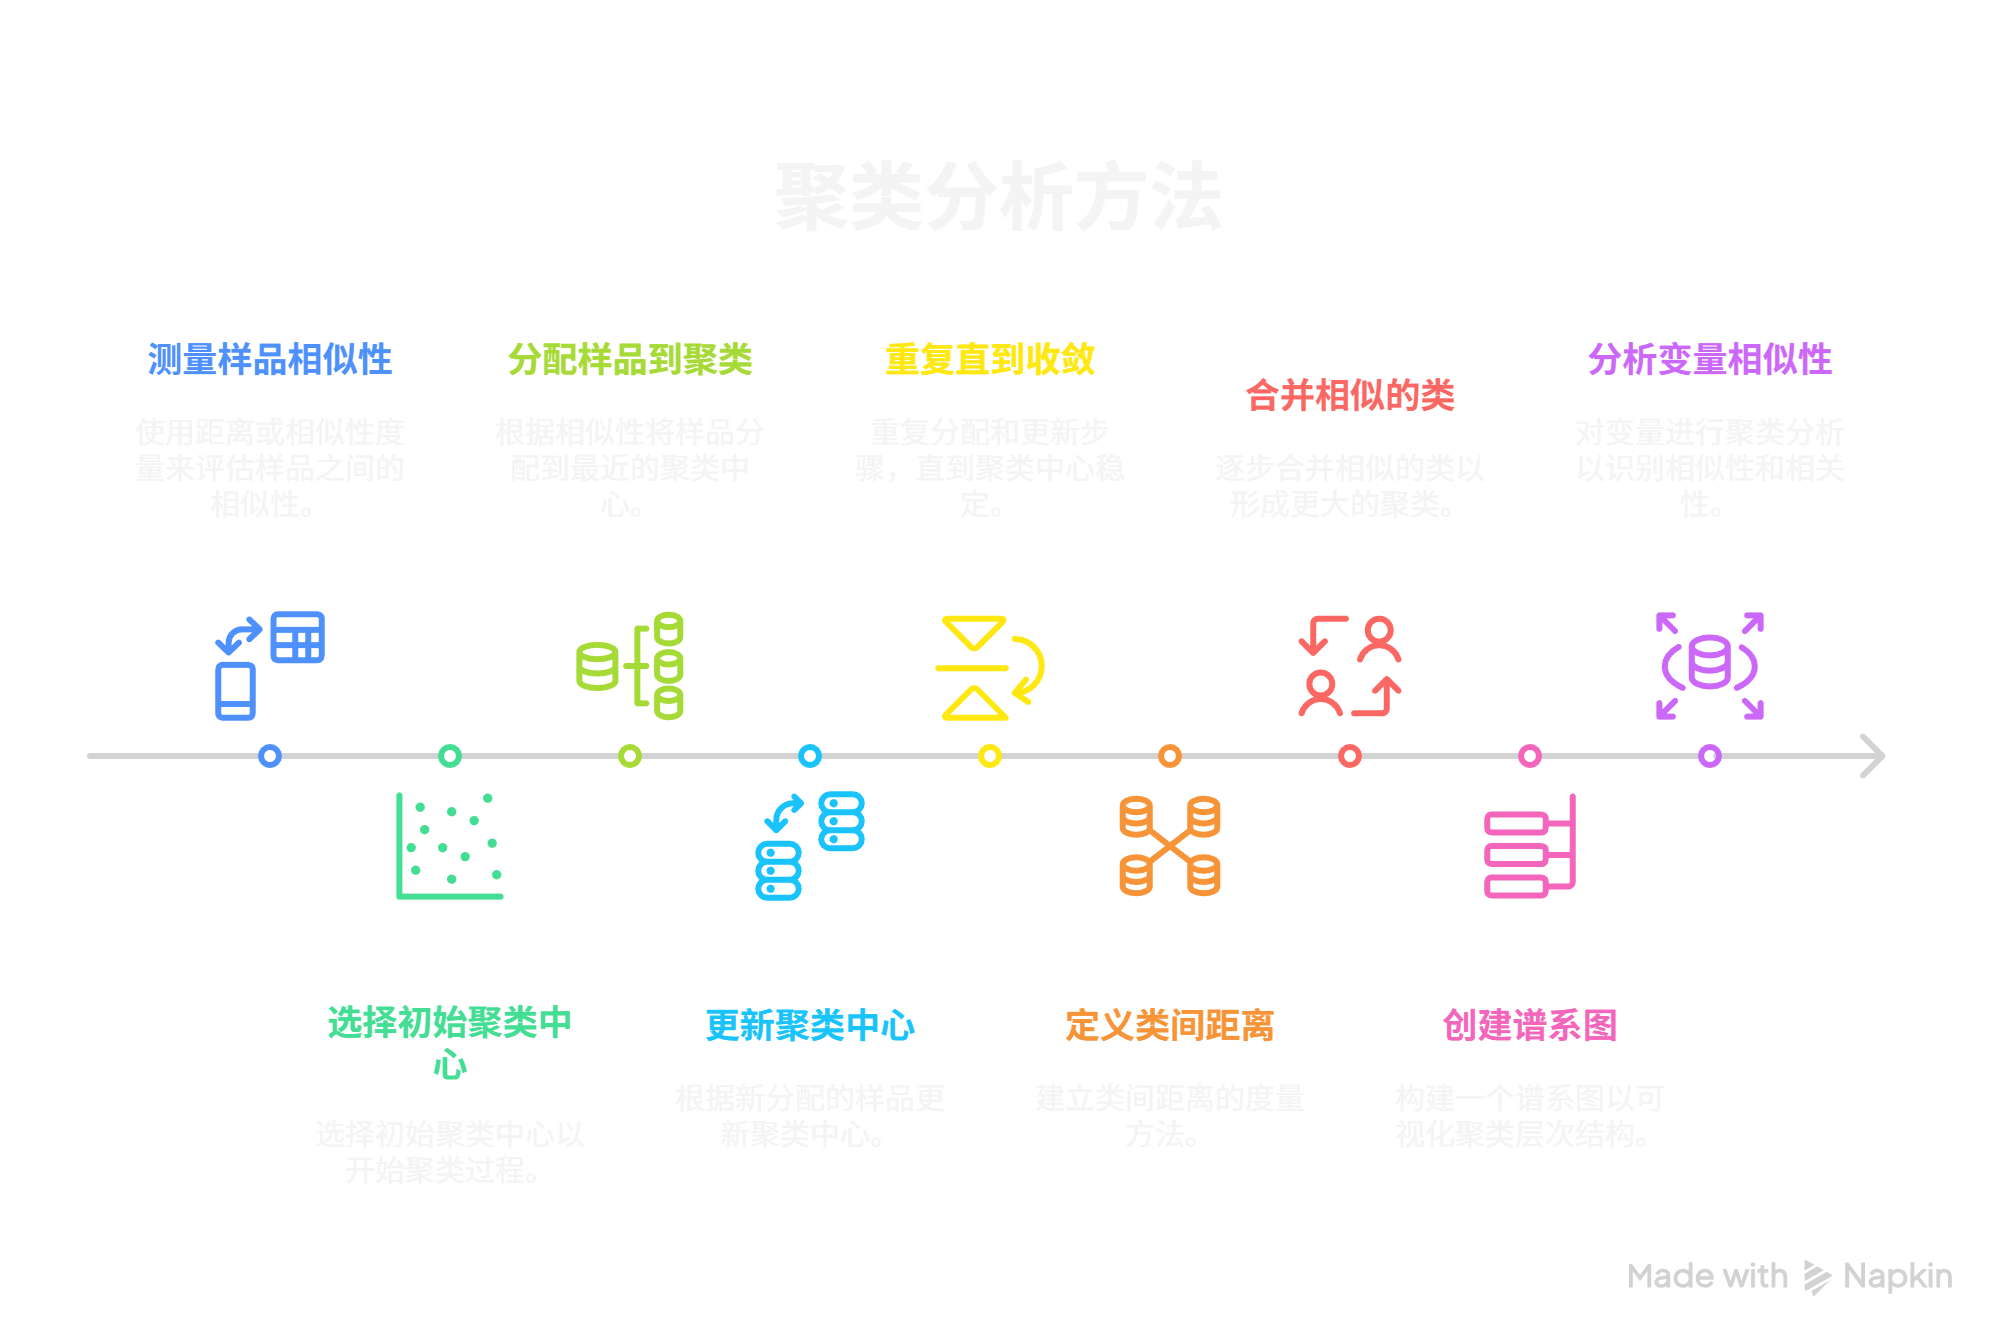 聚类分析方法
测量样品相似性
使用距离或相似性度
量来评估样品之间的
相似性。
分配样品到聚类
根据相似性将样品分
配到最近的聚类中
心。
重复直到收敛
重复分配和更新步
骤，直到聚类中心稳
定。
合并相似的类
逐步合并相似的类以
形成更大的聚类。
分析变量相似性
对变量进行聚类分析
以识别相似性和相关
性。
选择初始聚类中
心
选择初始聚类中心以
开始聚类过程。
更新聚类中心
根据新分配的样品更
新聚类中心。
定义类间距离
建立类间距离的度量
方法。
创建谱系图
构建一个谱系图以可
视化聚类层次结构。
Made with Napkin